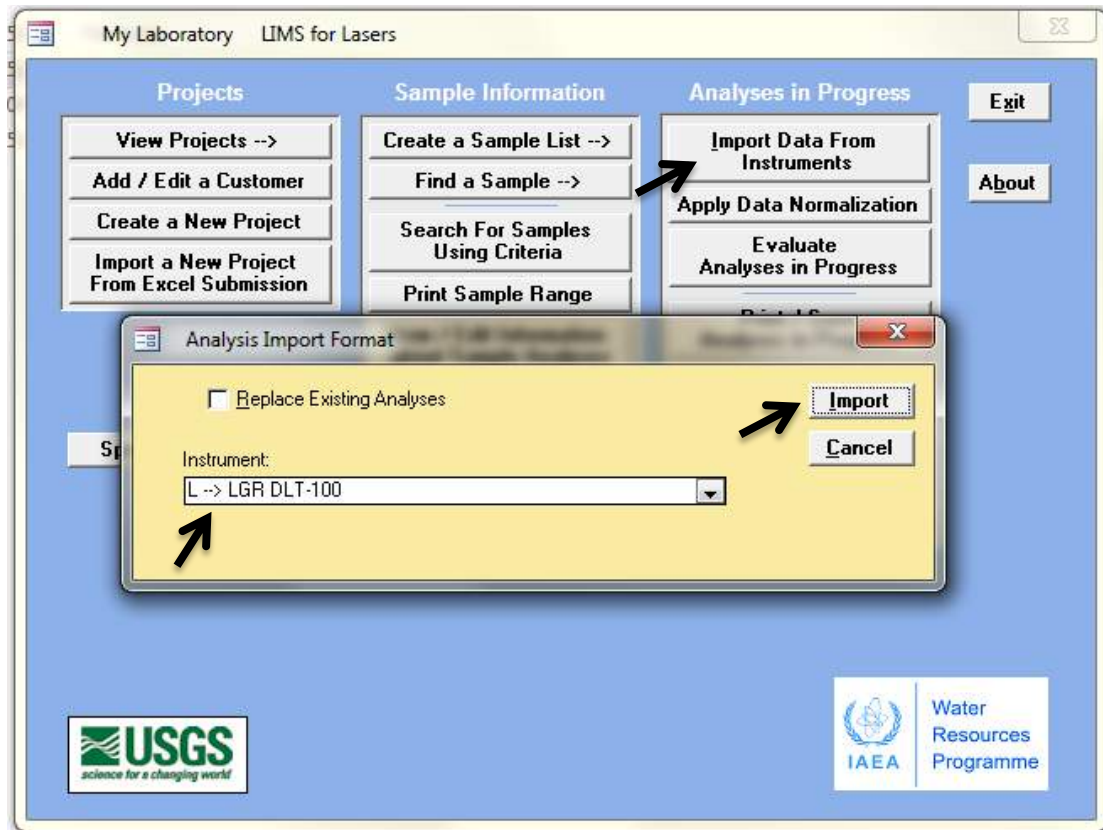 My Laboratory LIMS for Lasers
Projects
View Projects -->
Add / Edit a Customer
Create a New Project
Import a New Project
From Excel Submission
Sample Information
Create a Sample List -->
Find a Sample -->
Search For Samples
Using Criteria
Print Sample Range
Analyses in Progress
Import Data From
Instruments
Apply Data Normalization
Evaluate
Analyses in Progress
Exit
About
Analysis Import Format
Replace Existing Analyses
Import
Cancel
Instrument:
L --> LGR DLT-100
USGS
science for a changing world
IAEA
Water
Resources
Programme